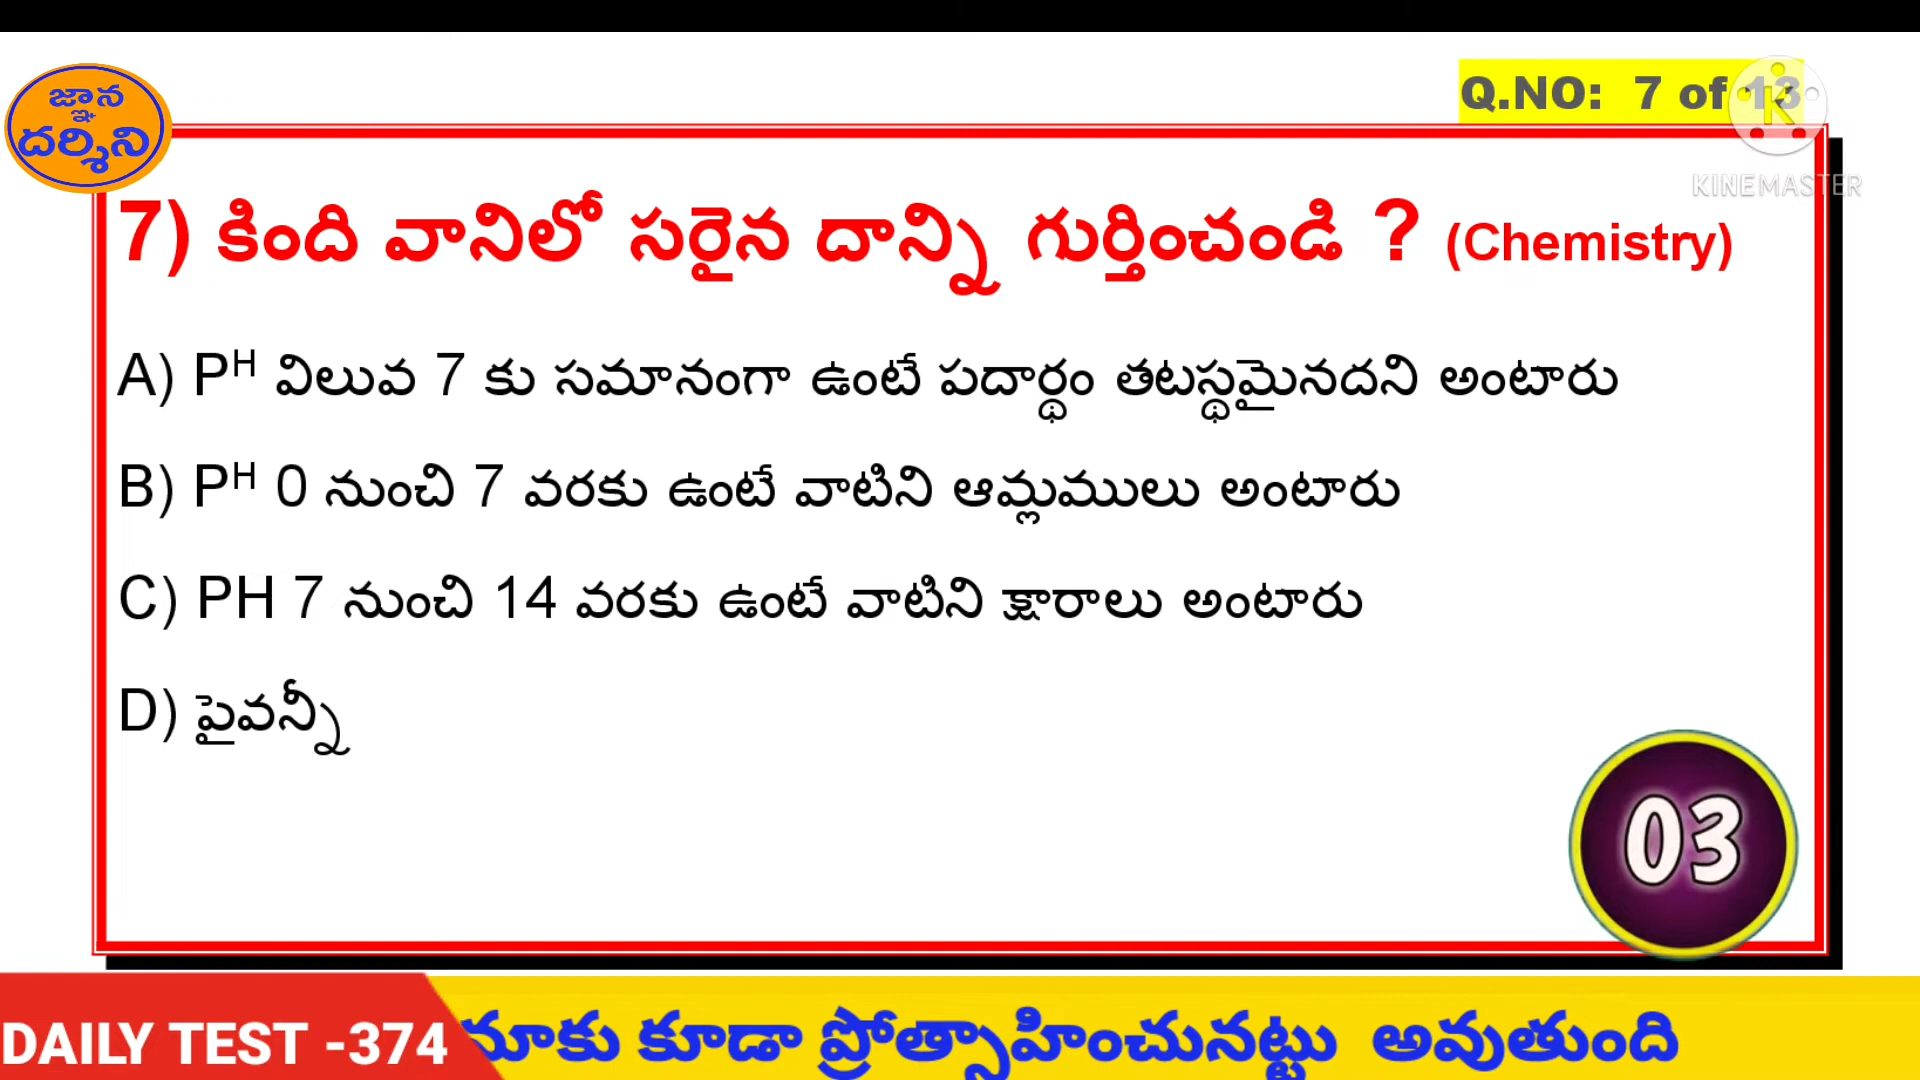 జ్ఞాన
దర్శిని
Q.NO: 7 of 13
KINEMASTER
7) కింది వానిలో సరైన దాన్ని గుర్తించండి ? (Chemistry)
A) Pᴴ విలువ 7 కు సమానంగా ఉంటే పదార్థం తటస్థమైనదని అంటారు
B) Pᴴ 0 నుంచి 7 వరకు ఉంటే వాటిని ఆమ్లములు అంటారు
C) PH 7 నుంచి 14 వరకు ఉంటే వాటిని క్షారాలు అంటారు
D) పైవన్నీ
03
DAILY TEST -374 నూకు కూడా ప్రోత్సాహించునట్టు అవుతుంది